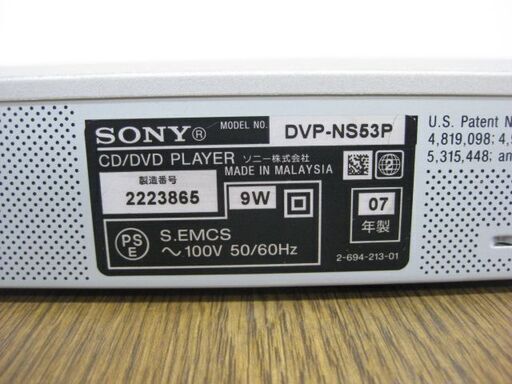 SONY® MODEL NO. DVP-NS53P
CD/DVD PLAYER ソニー株式会社
MADE IN MALAYSIA
製造番号
2223865
9W
07
年製
PS
E
S.EMCS
～100V 50/60Hz
2-694-213-01
U.S. Patent N
4,819,098; 4,
5,315,448; an